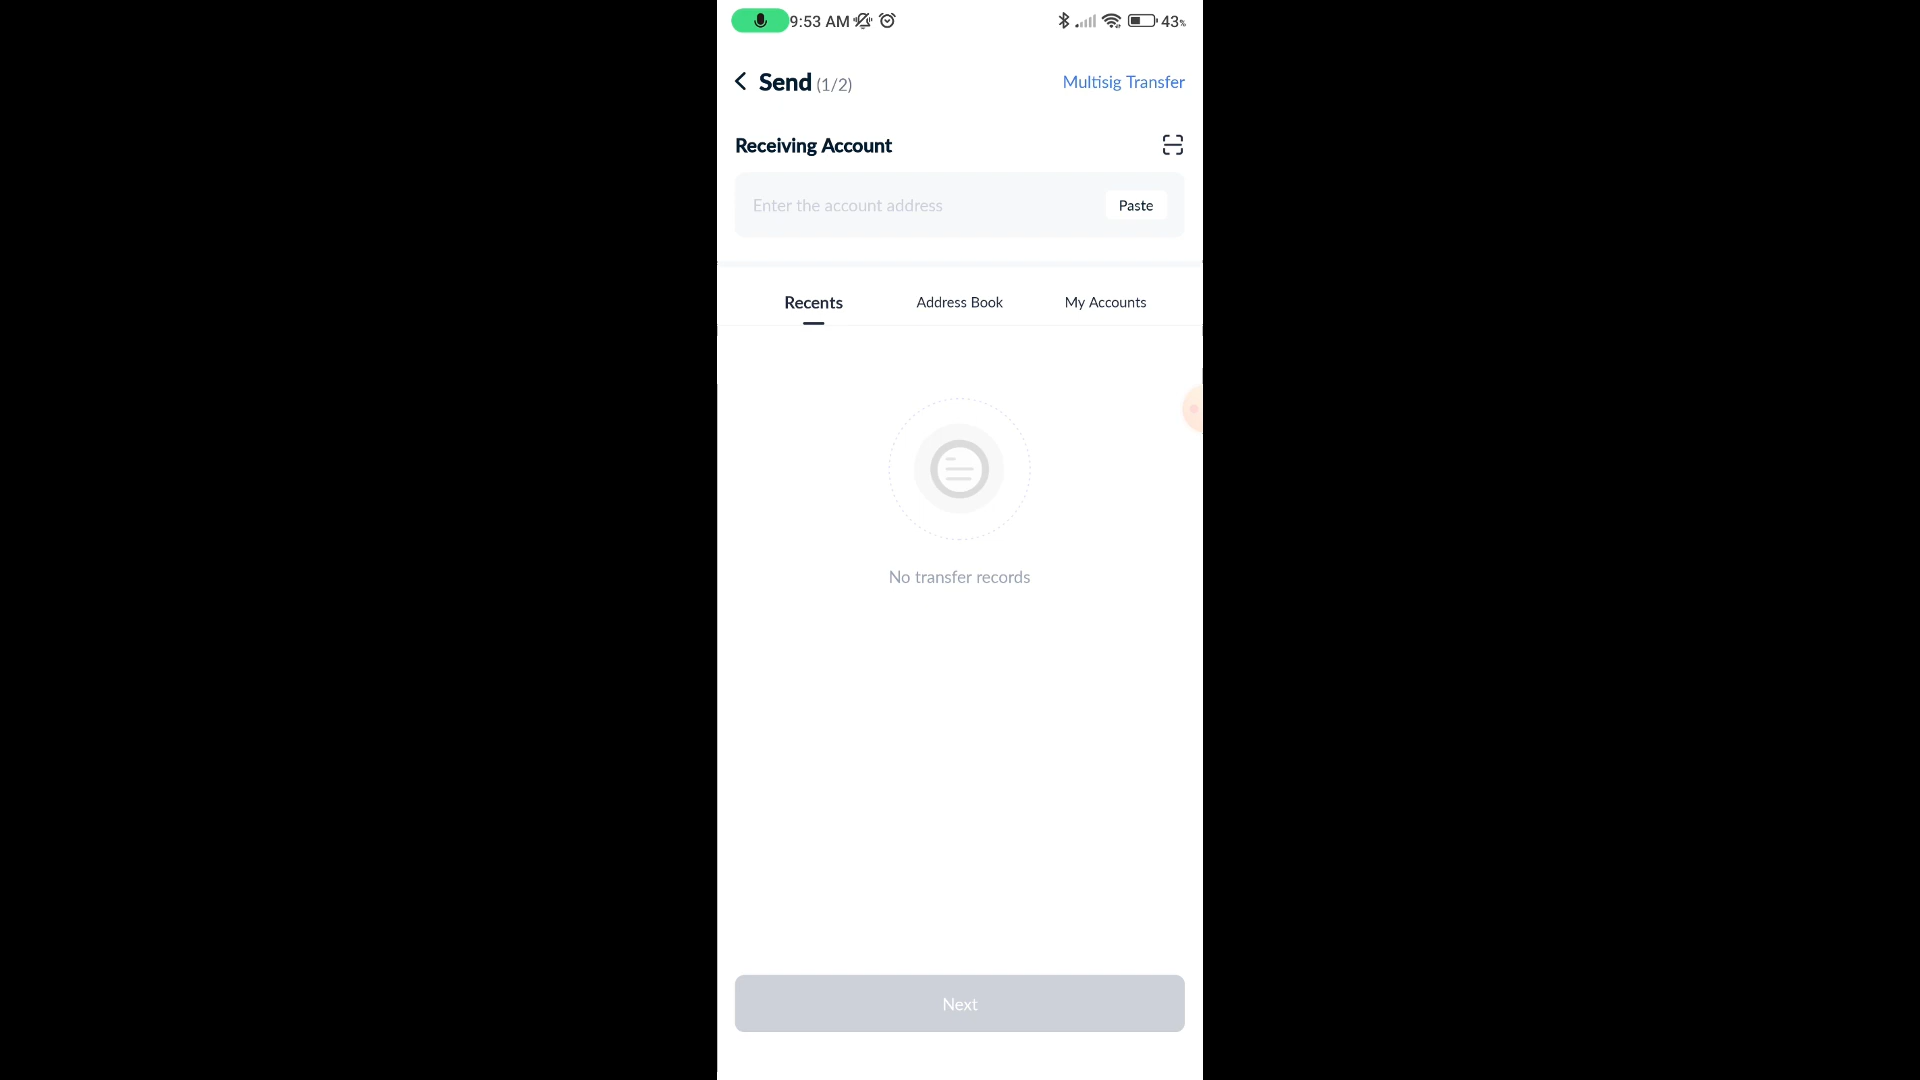 9:53 AM 43%
Send (1/2) Multisig Transfer
Receiving Account
Enter the account address Paste
Recents Address Book My Accounts
No transfer records
Next